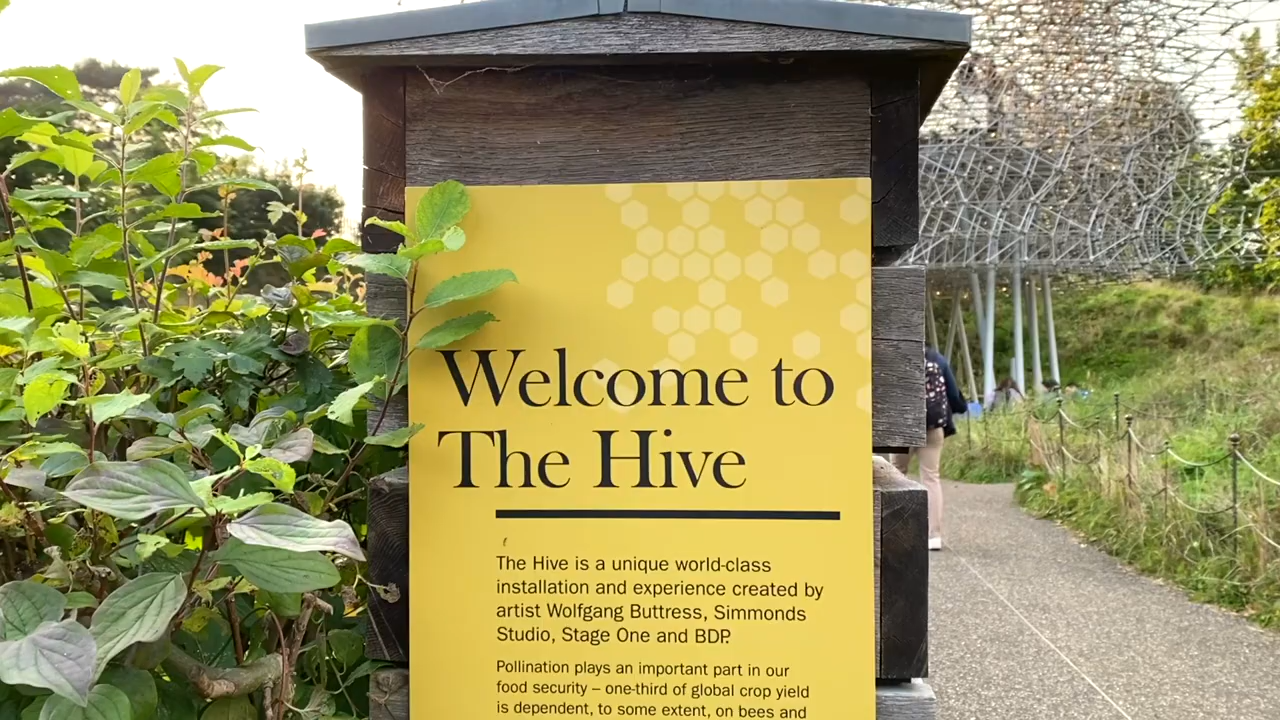 Welcome to
The Hive
The Hive is a unique world-class
installation and experience created by
artist Wolfgang Buttress, Simmonds
Studio, Stage One and BDP.
Pollination plays an important part in our
food security – one-third of global crop yield
is dependent, to some extent, on bees and